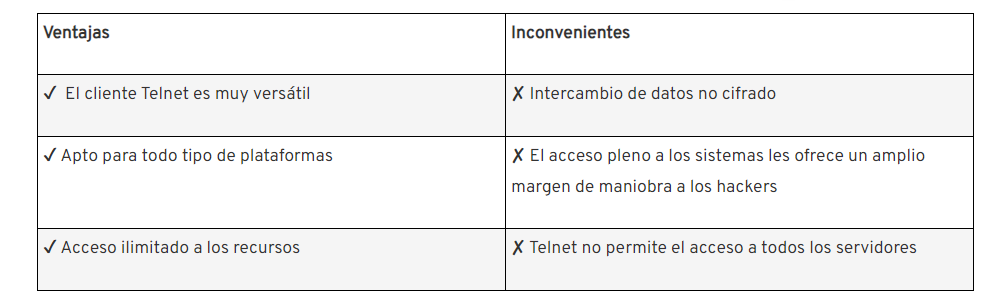 Ventajas
Inconvenientes
✓ El cliente Telnet es muy versátil
✗ Intercambio de datos no cifrado
✓ Apto para todo tipo de plataformas
✗ El acceso pleno a los sistemas les ofrece un amplio
margen de maniobra a los hackers
✓ Acceso ilimitado a los recursos
✗ Telnet no permite el acceso a todos los servidores